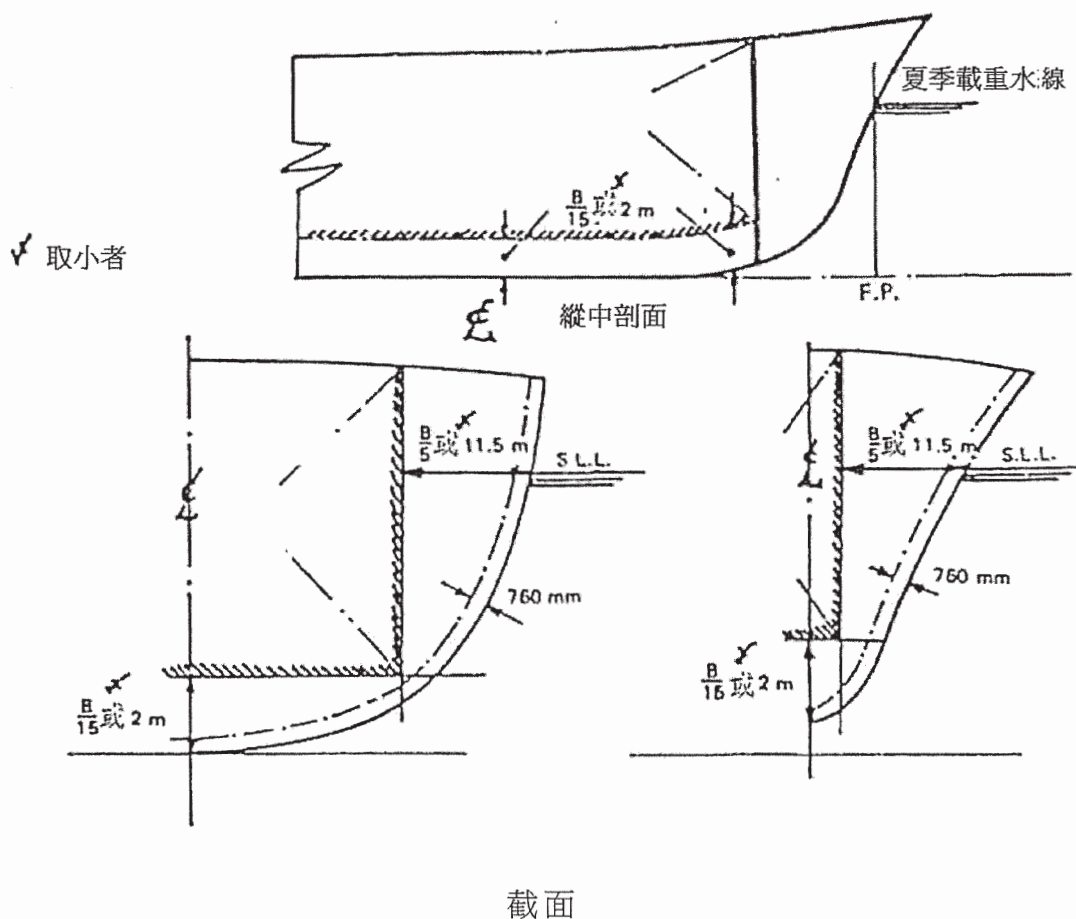 夏季載重水線
B/15 或 2 m
取小者
F.P.
℄ 縱中剖面
B/5 或 11.5 m
S.L.L.
℄
760 mm
B/15 或 2 m
B/5 或 11.5 m
S.L.L.
℄
760 mm
B/15 或 2 m
截面